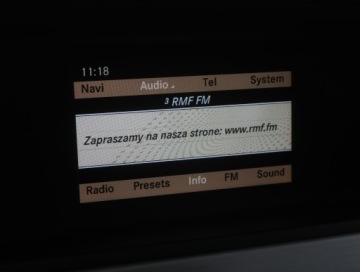 11:18
Navi Audio Tel System
3 RMF FM
Zapraszamy na nasza strone: www.rmf.fm
Radio Presets Info FM Sound